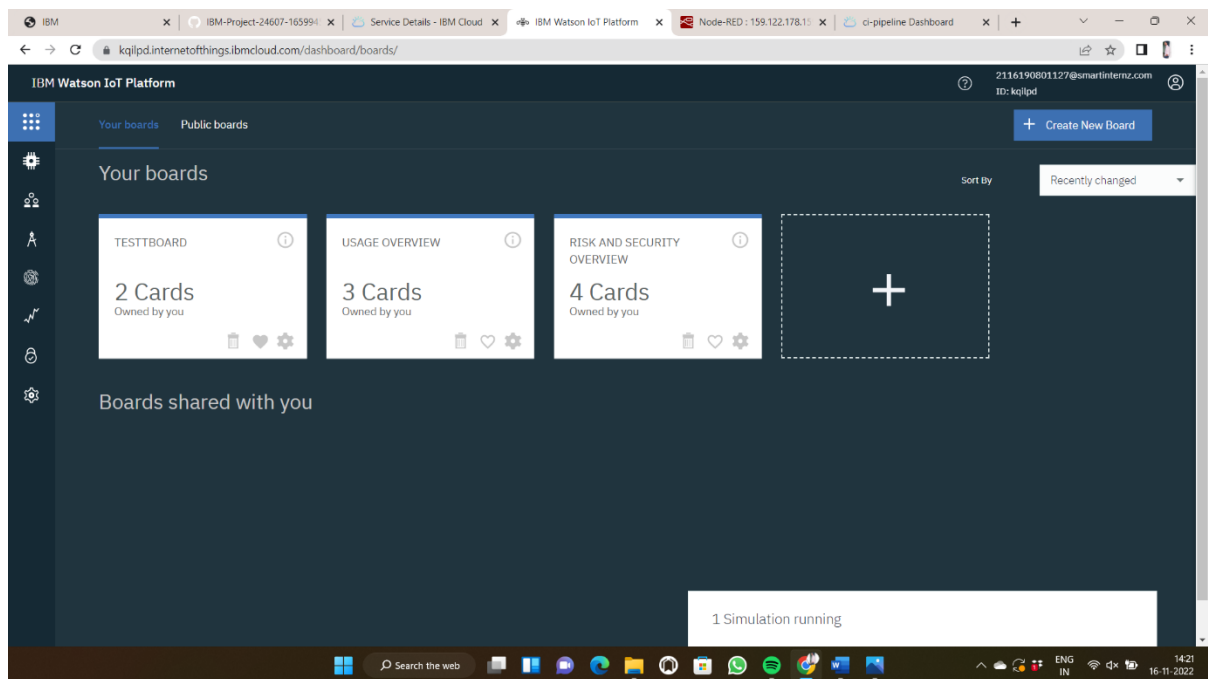 IBM
IBM-Project-24607-165994
Service Details - IBM Cloud
IBM Watson IoT Platform
Node-RED : 159.122.178.15
ci-pipeline Dashboard
kqilpd.internetofthings.ibmcloud.com/dashboard/boards/
IBM Watson IoT Platform
2116190801127@smartinternz.com
ID: kqilpd
Your boards Public boards
+ Create New Board
Your boards
Sort By
Recently changed
TESTTBOARD
2 Cards
Owned by you
USAGE OVERVIEW
3 Cards
Owned by you
RISK AND SECURITY
OVERVIEW
4 Cards
Owned by you
Boards shared with you
1 Simulation running
Search the web
ENG
IN
14:21
16-11-2022